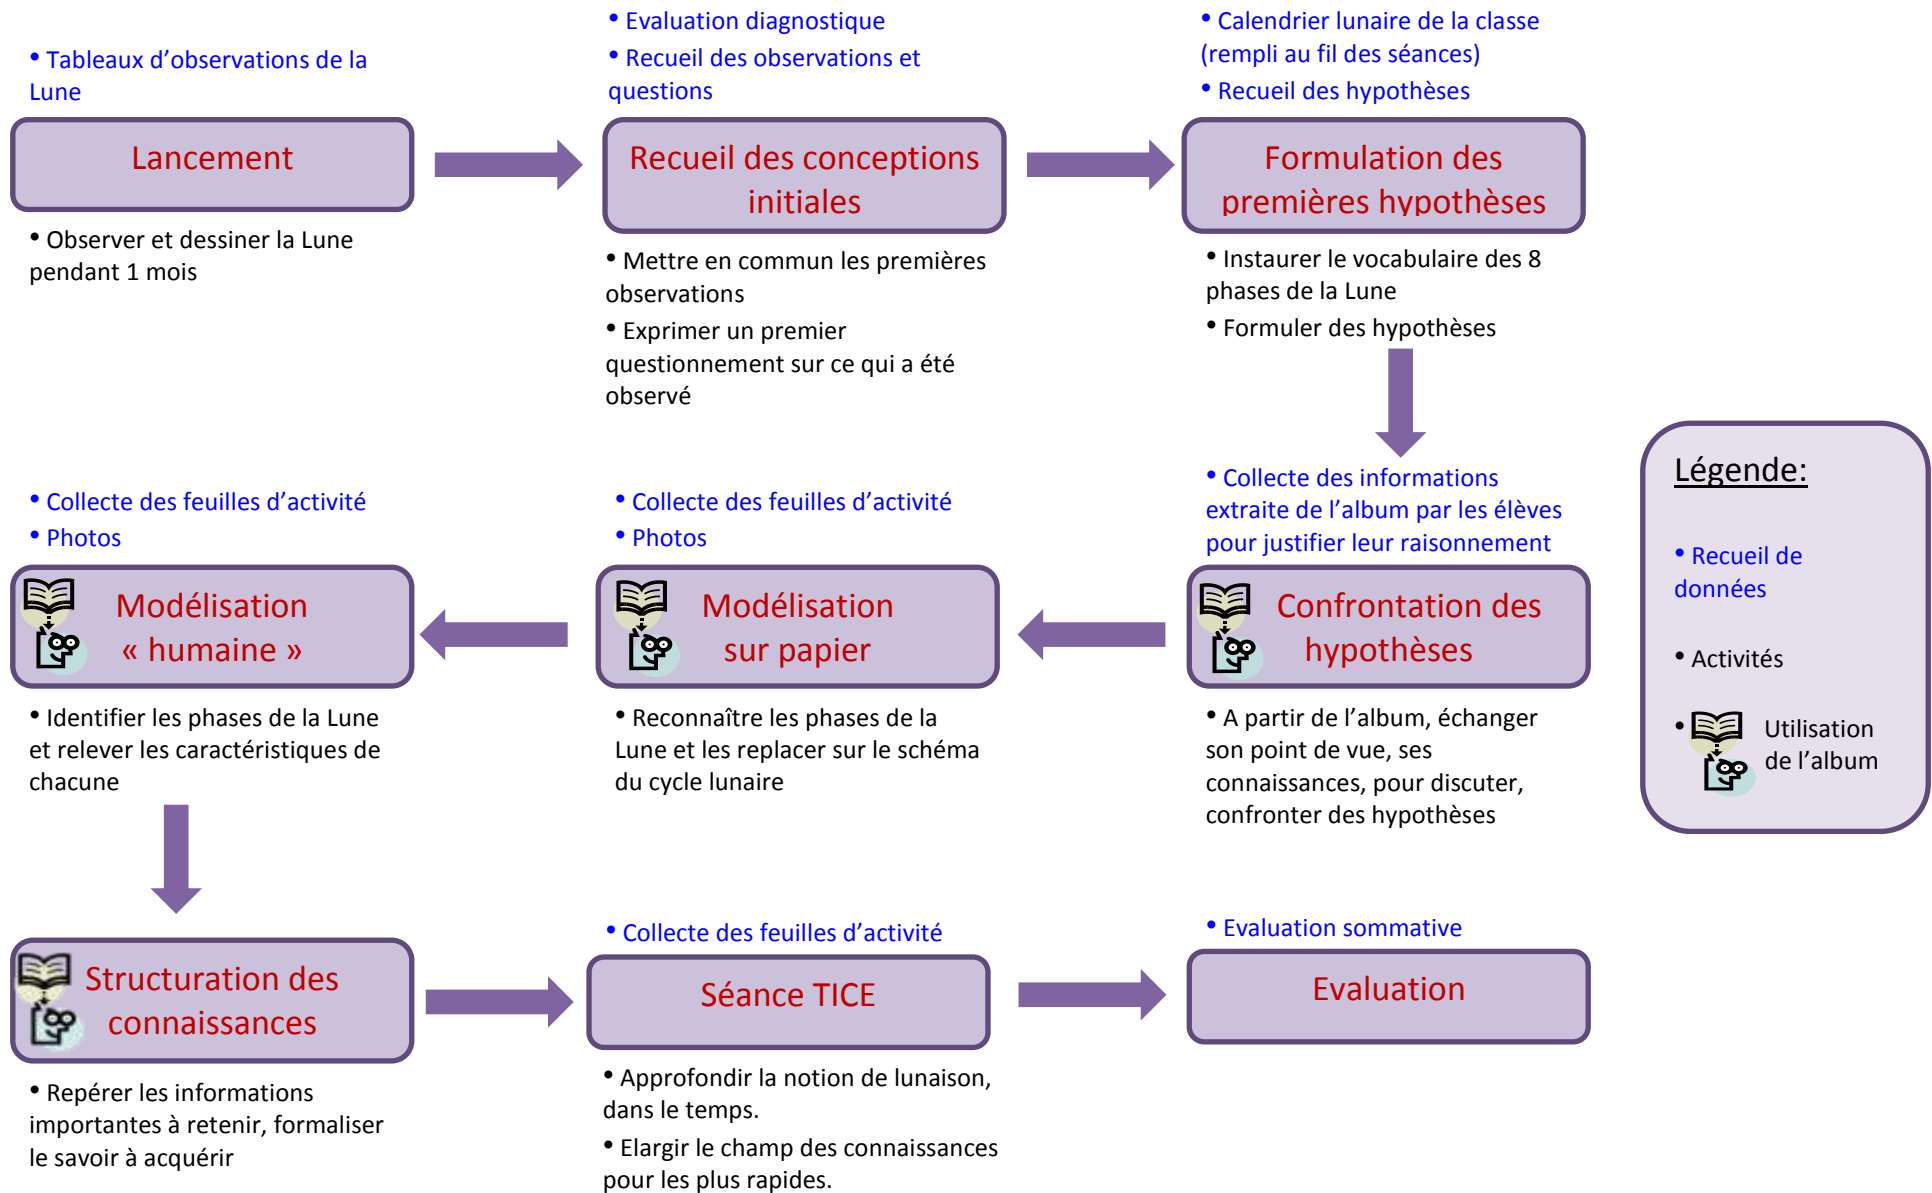 • Tableaux d’observations de la
Lune
Lancement
• Observer et dessiner la Lune
pendant 1 mois
• Evaluation diagnostique
• Recueil des observations et
questions
Recueil des conceptions
initiales
• Mettre en commun les premières
observations
• Exprimer un premier
questionnement sur ce qui a été
observé
• Calendrier lunaire de la classe
(rempli au fil des séances)
• Recueil des hypothèses
Formulation des
premières hypothèses
• Instaurer le vocabulaire des 8
phases de la Lune
• Formuler des hypothèses
• Collecte des informations
extraite de l’album par les élèves
pour justifier leur raisonnement
Confrontation des
hypothèses
• A partir de l’album, échanger
son point de vue, ses
connaissances, pour discuter,
confronter des hypothèses
• Collecte des feuilles d’activité
• Photos
Modélisation
sur papier
• Reconnaître les phases de la
Lune et les replacer sur le schéma
du cycle lunaire
• Collecte des feuilles d’activité
• Photos
Modélisation
« humaine »
• Identifier les phases de la Lune
et relever les caractéristiques de
chacune
Structuration des
connaissances
• Repérer les informations
importantes à retenir, formaliser
le savoir à acquérir
• Collecte des feuilles d’activité
Séance TICE
• Approfondir la notion de lunaison,
dans le temps.
• Elargir le champ des connaissances
pour les plus rapides.
• Evaluation sommative
Evaluation
Légende:
• Recueil de
données
• Activités
• Utilisation
de l’album